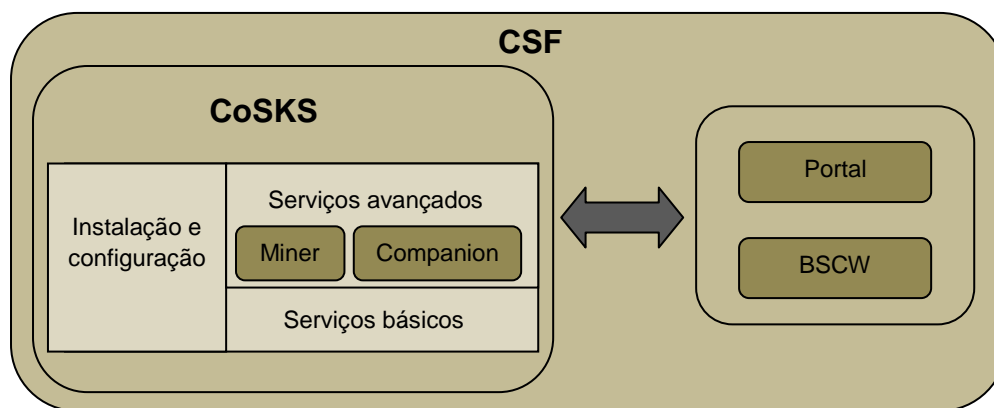 CSF
CoSKS
Instalação e
configuração
Serviços avançados
Miner
Companion
Serviços básicos
Portal
BSCW